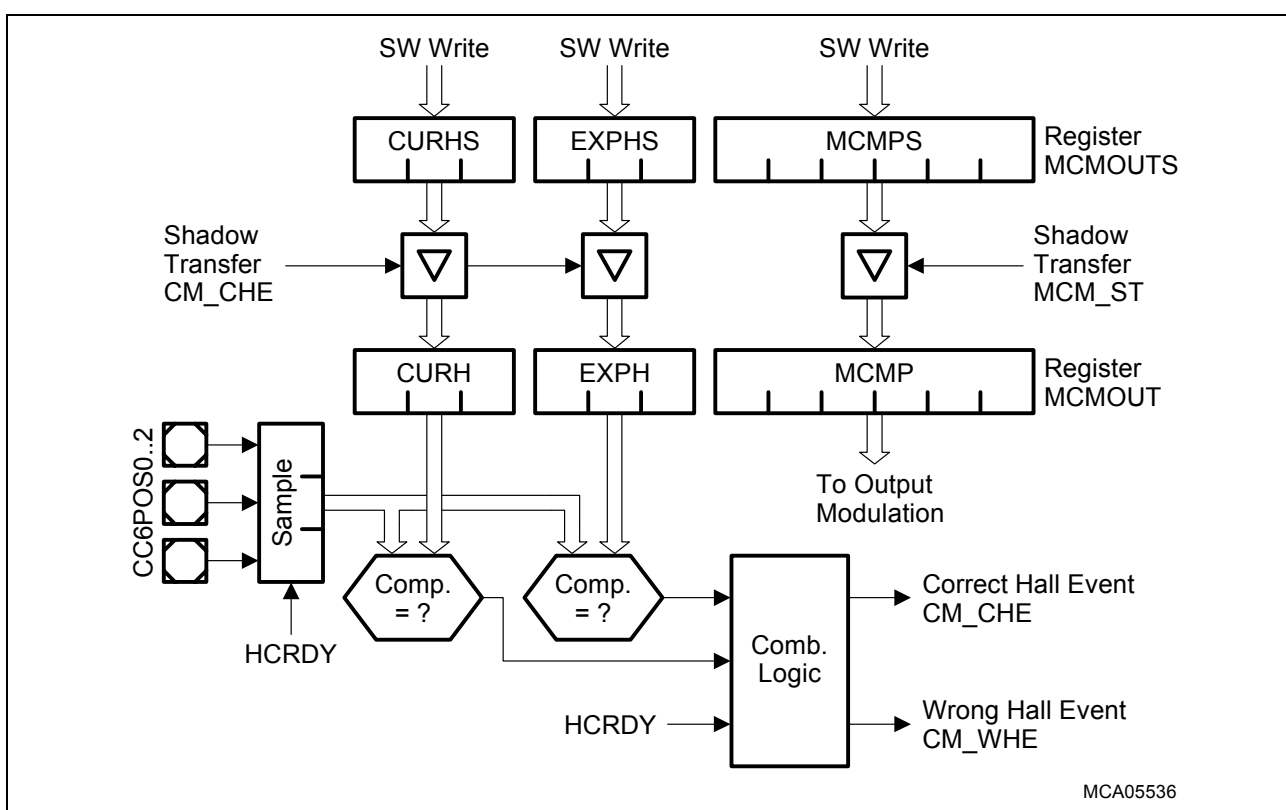 SW Write
SW Write
SW Write
CURHS
EXPHS
MCMPS
Register
MCMOUTS
Shadow
Transfer
CM_CHE
Shadow
Transfer
MCM_ST
CURH
EXPH
MCMP
Register
MCMOUT
CC6POS0..2
Sample
To Output
Modulation
Comp.
= ?
Comp.
= ?
HCRDY
Comb.
Logic
Correct Hall Event
CM_CHE
HCRDY
Wrong Hall Event
CM_WHE
MCA05536